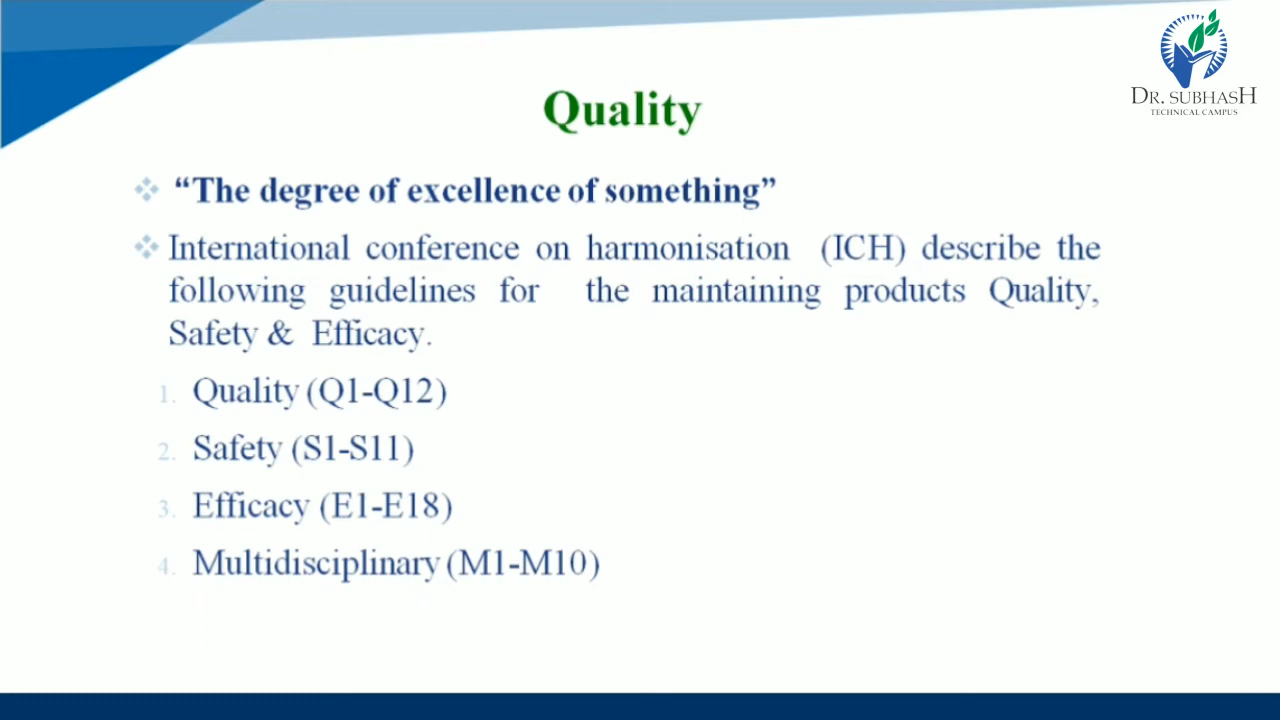 DR. SUBHASH
TECHNICAL CAMPUS
Quality
“The degree of excellence of something”
International conference on harmonisation (ICH) describe the
following guidelines for the maintaining products Quality,
Safety & Efficacy.
1. Quality (Q1-Q12)
2. Safety (S1-S11)
3. Efficacy (E1-E18)
4. Multidisciplinary (M1-M10)